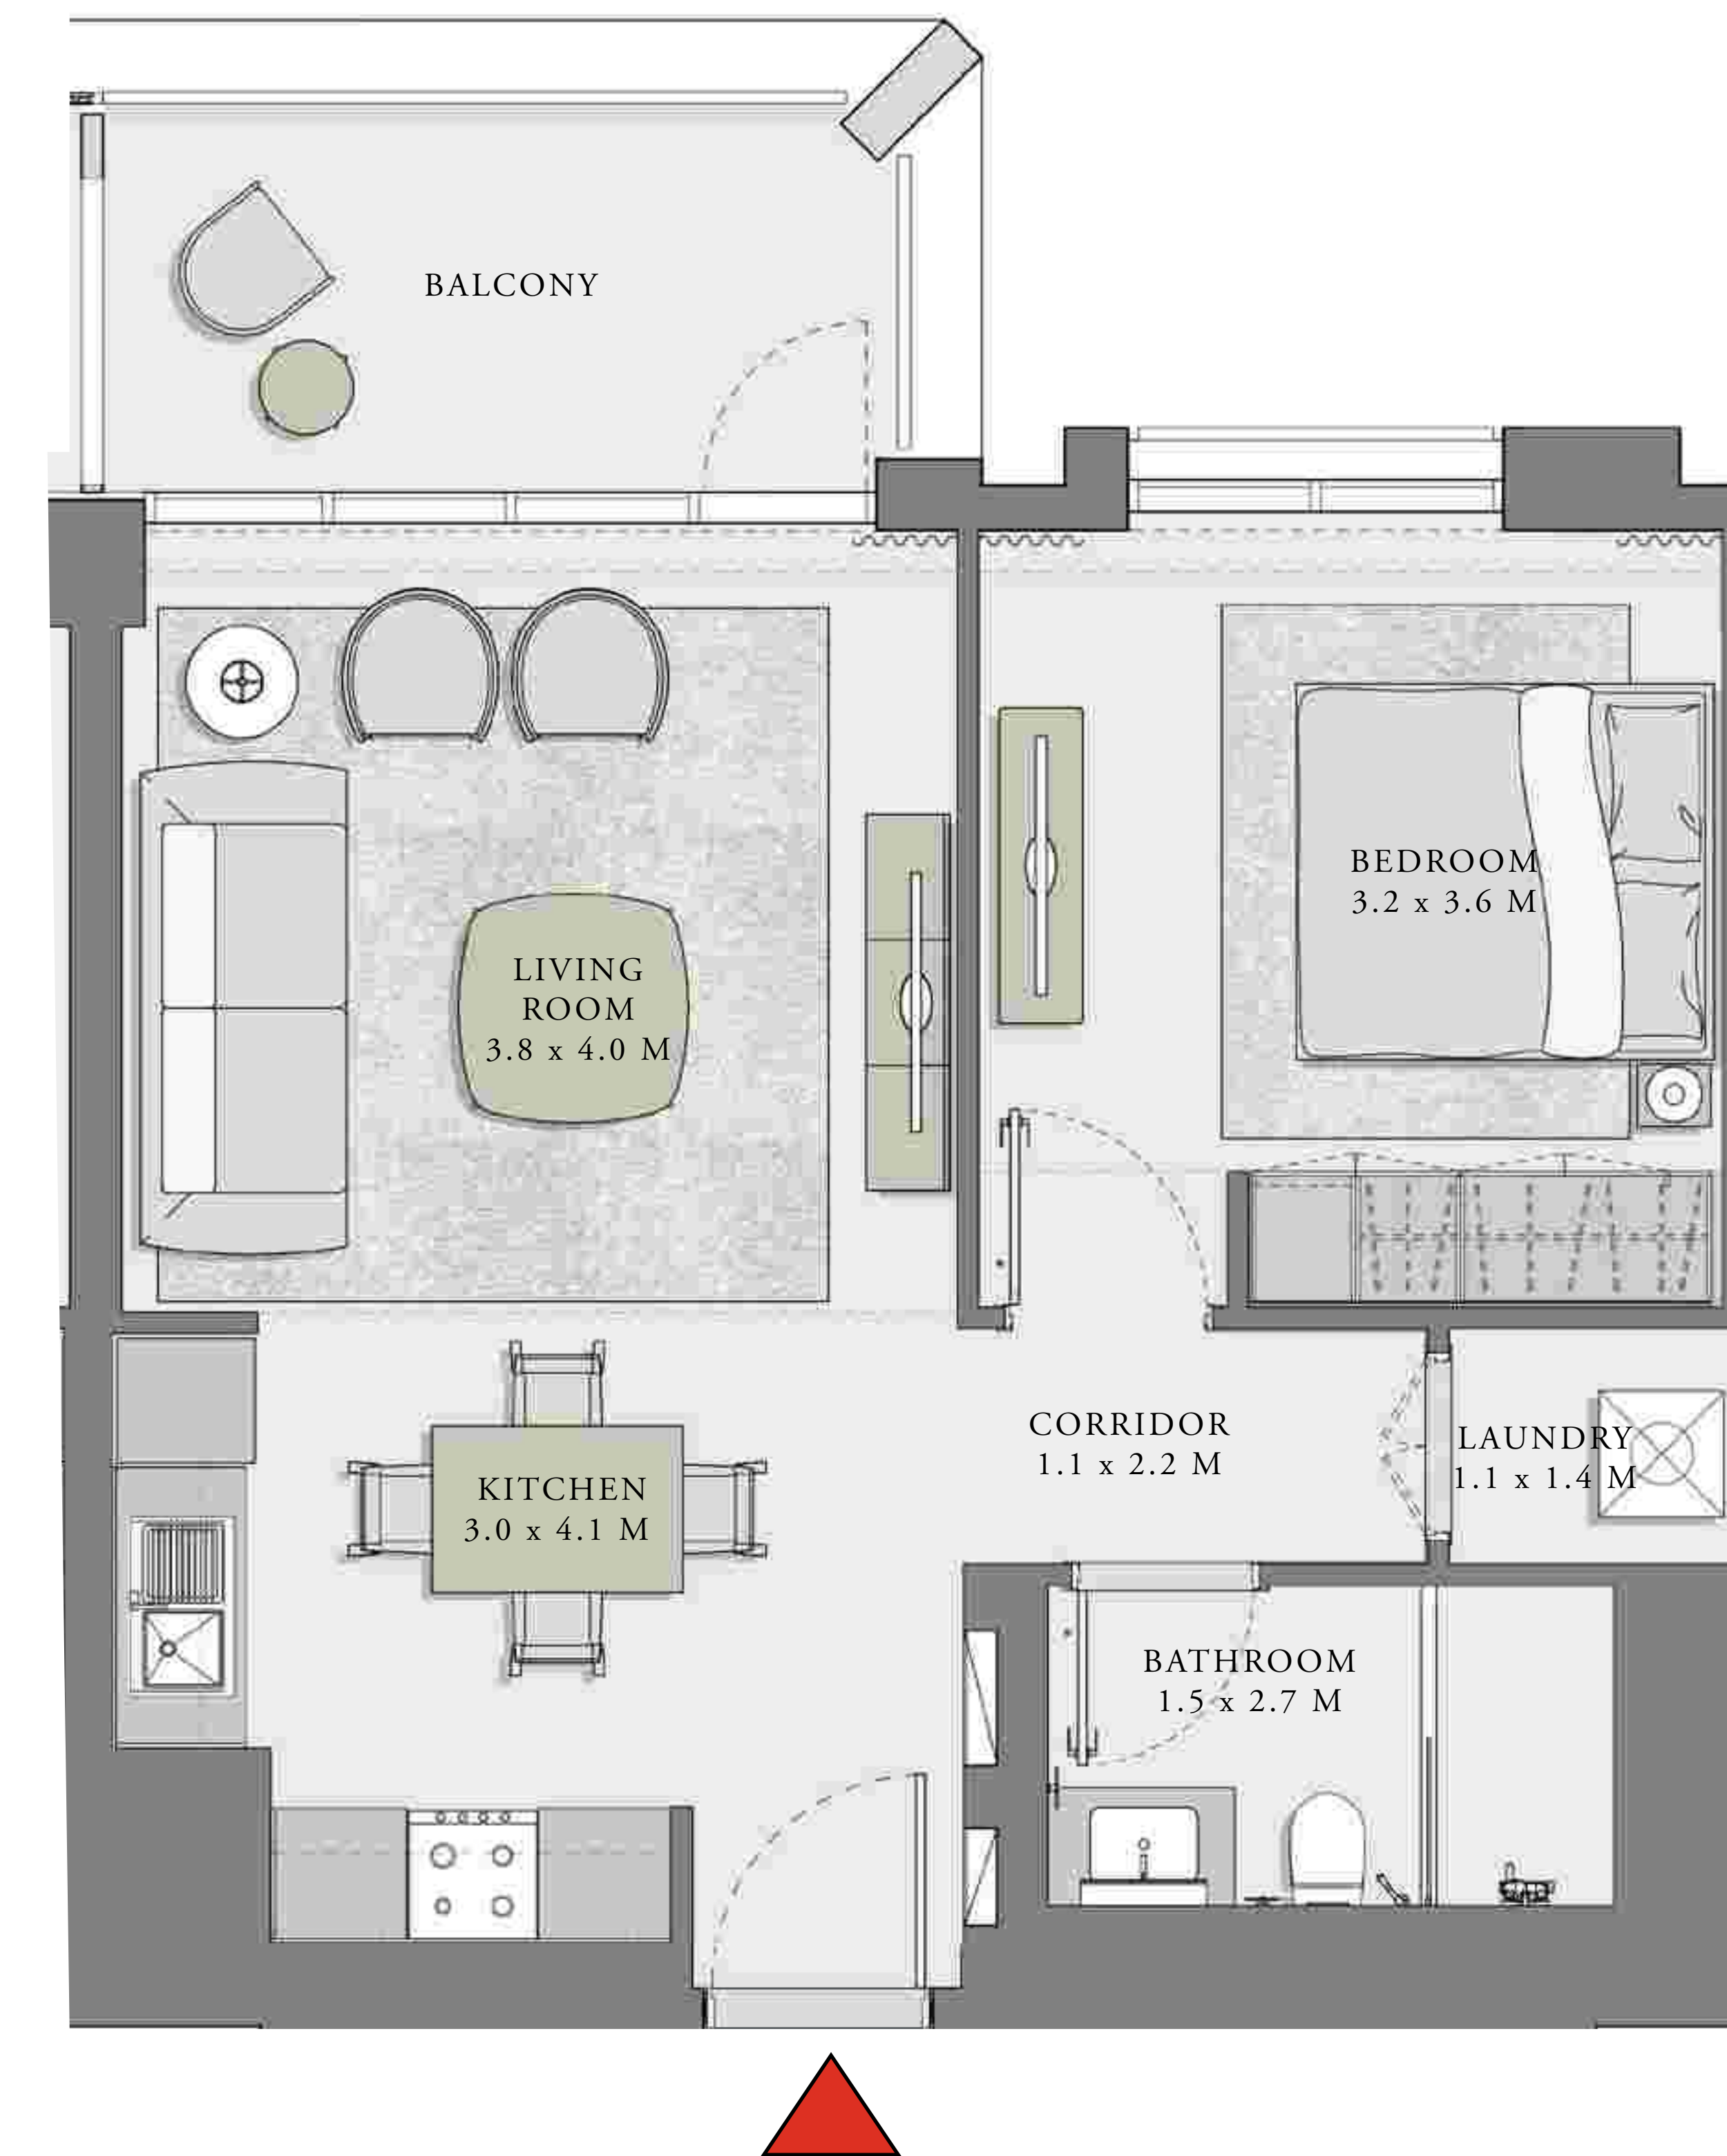 BALCONY
BEDROOM
3.2 x 3.6 M
LIVING
ROOM
3.8 x 4.0 M
CORRIDOR
1.1 x 2.2 M
LAUNDRY
1.1 x 1.4 M
KITCHEN
3.0 x 4.1 M
BATHROOM
1.5 x 2.7 M